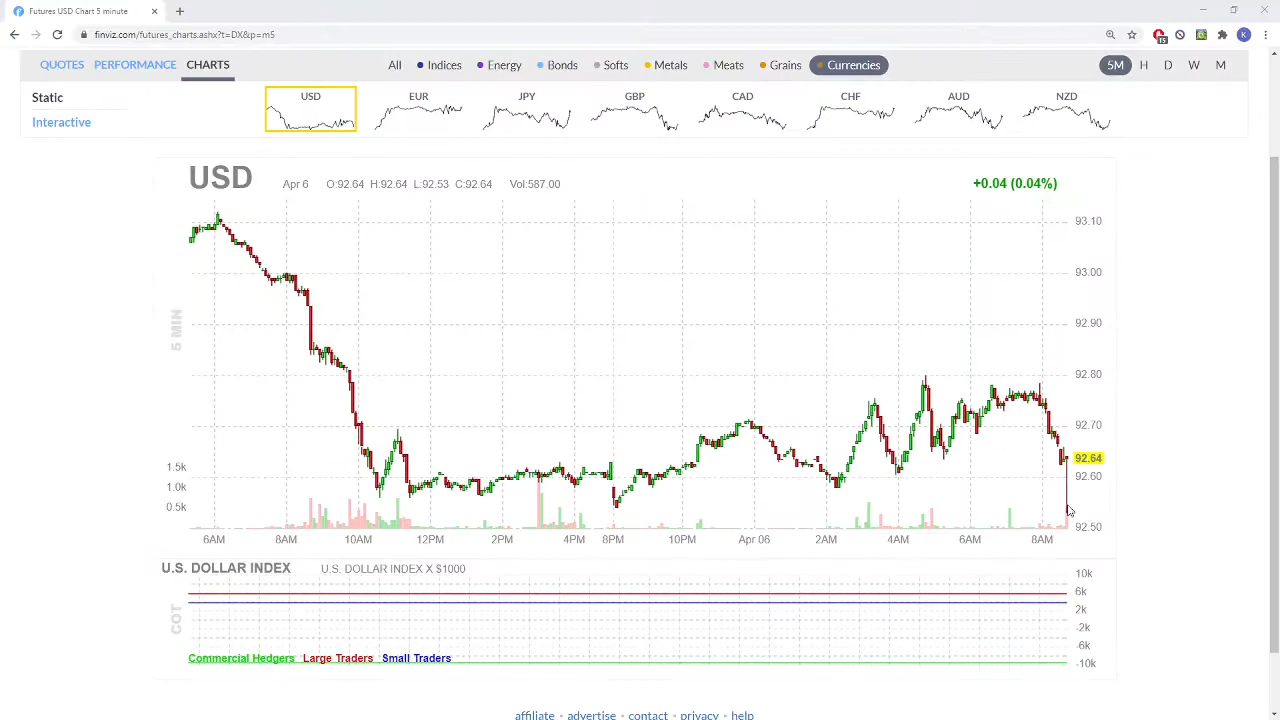 Futures USD Chart 5 minute
finviz.com/futures_charts.ashx?t=DX&p=m5
15
K
QUOTES PERFORMANCE CHARTS
All Indices Energy Bonds Softs Metals Meats Grains Currencies
5M H D W M
Static
Interactive
USD EUR JPY GBP CAD CHF AUD NZD
USD Apr 6 O:92.64 H:92.64 L:92.53 C:92.64 Vol:587.00 +0.04 (0.04%)
5 MIN
93.10
93.00
92.90
92.80
92.70
92.64
92.60
92.50
1.5k
1.0k
0.5k
6AM 8AM 10AM 12PM 2PM 4PM 8PM 10PM Apr 06 2AM 4AM 6AM 8AM
U.S. DOLLAR INDEX U.S. DOLLAR INDEX X $1000
COT
10k
6k
2k
-2k
-6k
-10k
Commercial Hedgers Large Traders Small Traders
affiliate • advertise • contact • privacy • help